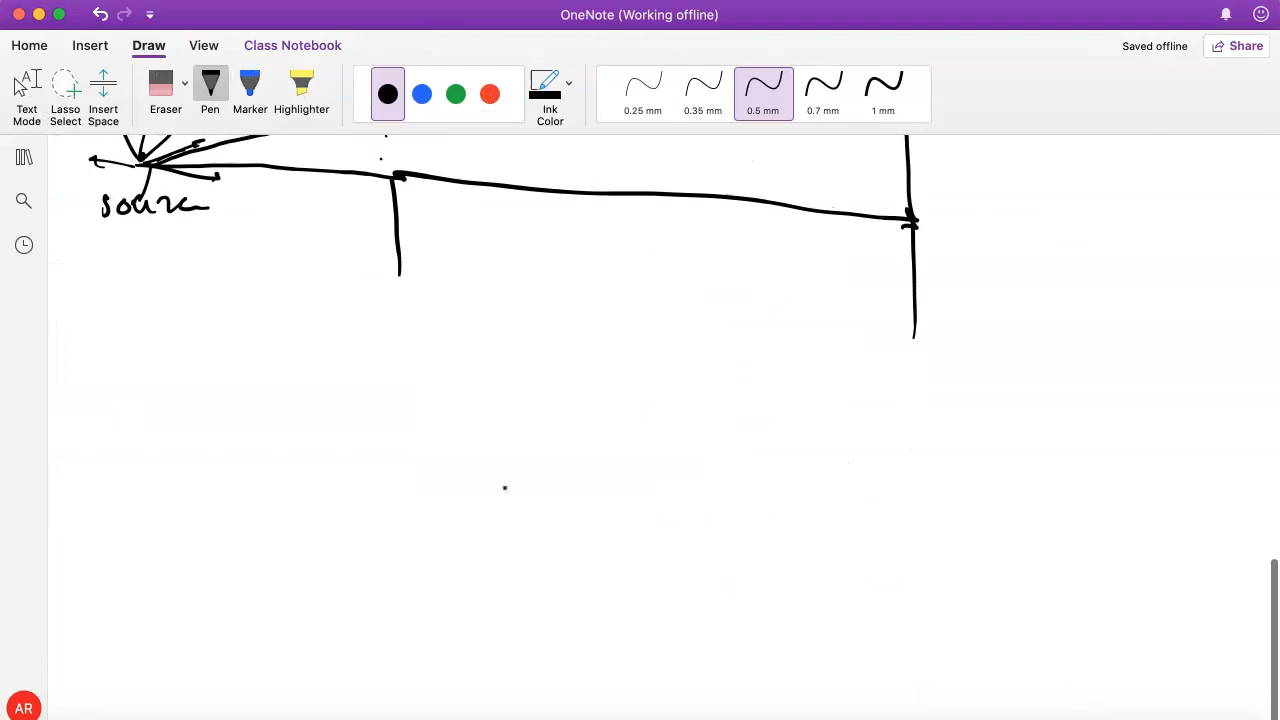 OneNote (Working offline)
Home Insert Draw View Class Notebook Saved offline Share
Text Mode Lasso Select Insert Space Eraser Pen Marker Highlighter Ink Color 0.25 mm 0.35 mm 0.5 mm 0.7 mm 1 mm
source
AR